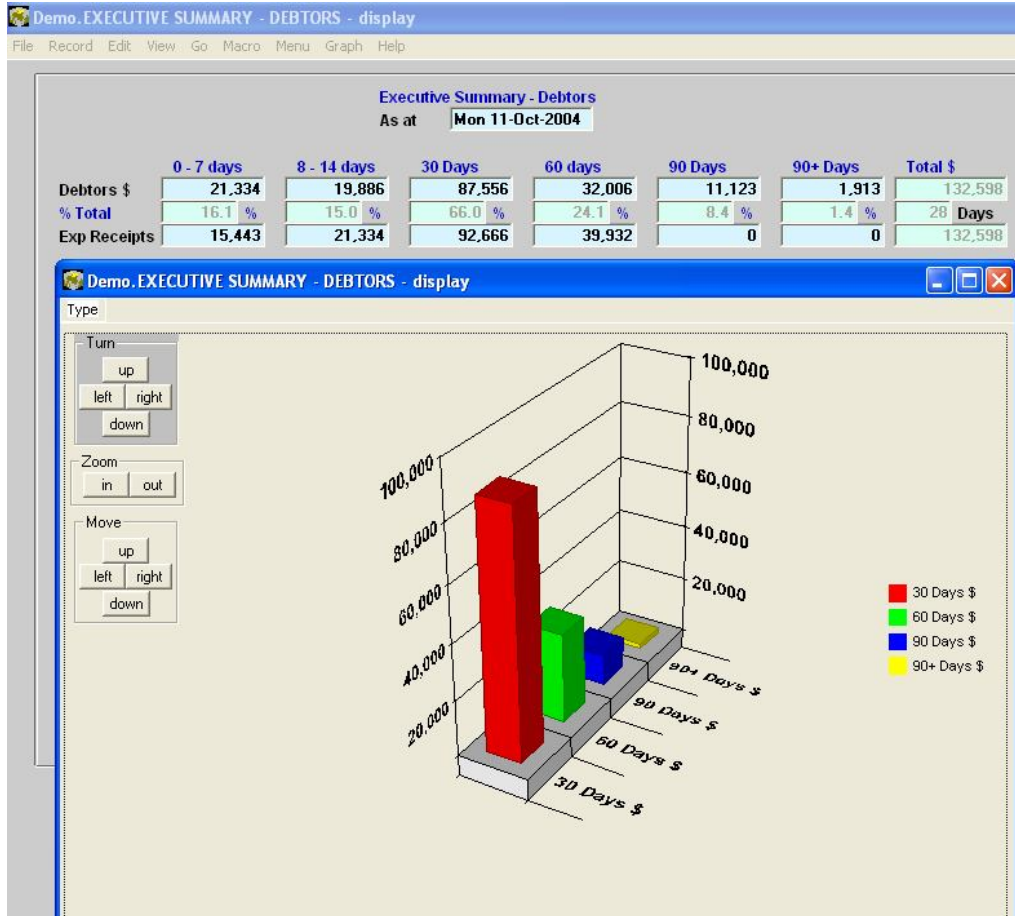 Demo.EXECUTIVE SUMMARY - DEBTORS - display
File Record Edit View Go Macro Menu Graph Help
Executive Summary - Debtors
As at Mon 11-Oct-2004
0 - 7 days 8 - 14 days 30 Days 60 days 90 Days 90+ Days Total $
Debtors $ 21,334 19,886 87,556 32,006 11,123 1,913 132,598
% Total 16.1 % 15.0 % 66.0 % 24.1 % 8.4 % 1.4 % 28 Days
Exp Receipts 15,443 21,334 92,666 39,932 0 0 132,598
Demo.EXECUTIVE SUMMARY - DEBTORS - display
Type
Turn
up
left right
down
Zoom
in out
Move
up
left right
down
100,000
80,000
60,000
40,000
20,000
100,000
80,000
60,000
40,000
20,000
90+ Days $
90 Days $
60 Days $
30 Days $
30 Days $
60 Days $
90 Days $
90+ Days $